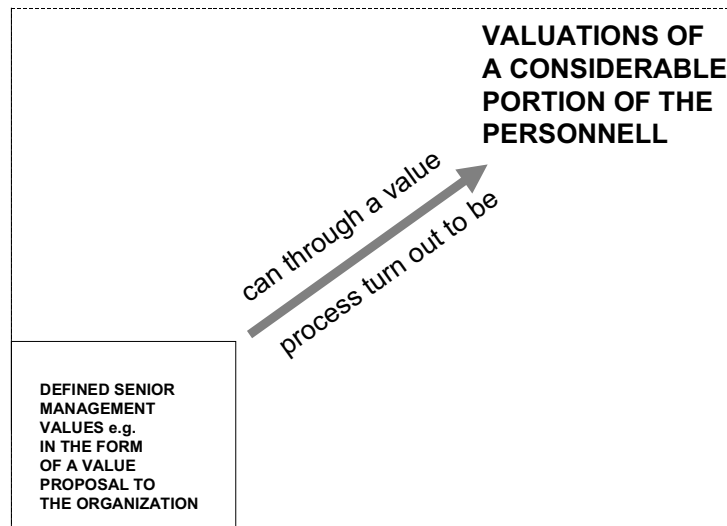 VALUATIONS OF
A CONSIDERABLE
PORTION OF THE
PERSONNELL
can through a value
process turn out to be
DEFINED SENIOR
MANAGEMENT
VALUES e.g.
IN THE FORM
OF A VALUE
PROPOSAL TO
THE ORGANIZATION